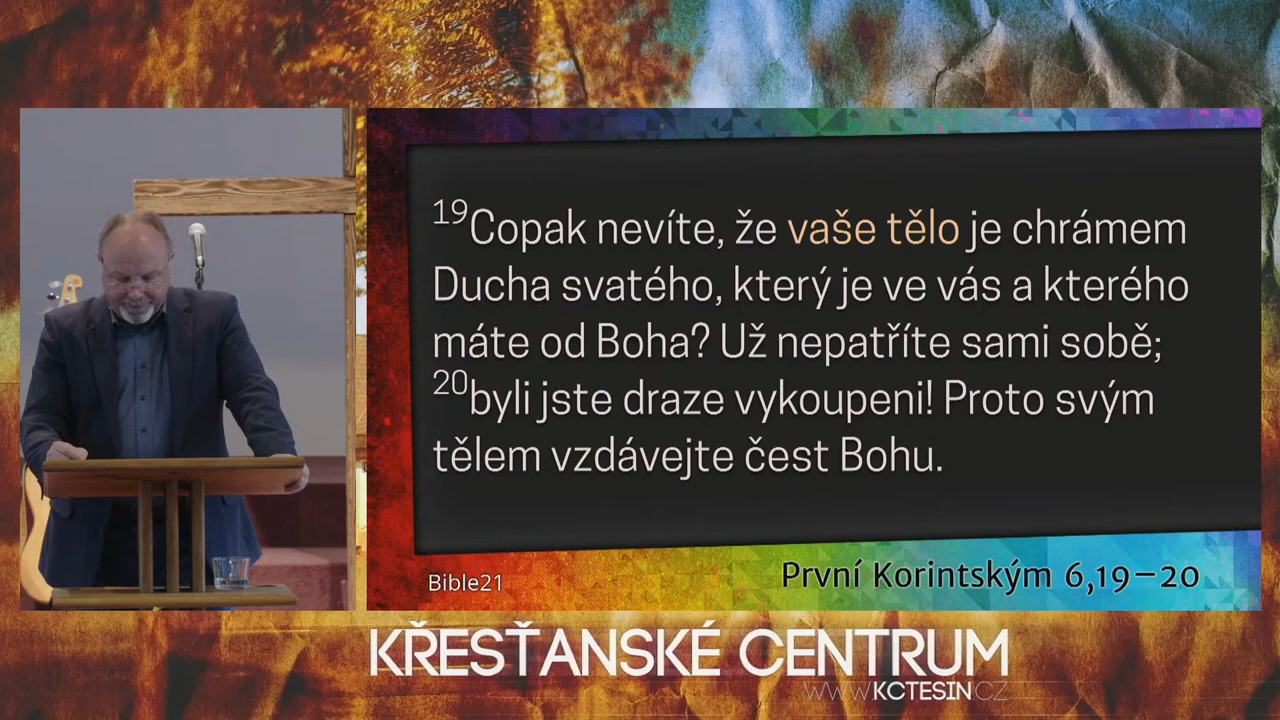 19Copak nevíte, že vaše tělo je chrámem
Ducha svatého, který je ve vás a kterého
máte od Boha? Už nepatříte sami sobě;
20byli jste draze vykoupeni! Proto svým
tělem vzdávejte čest Bohu.
Bible21
První Korintským 6,19–20
KŘESŤANSKÉ CENTRUM
WWW.KCTESIN.CZ